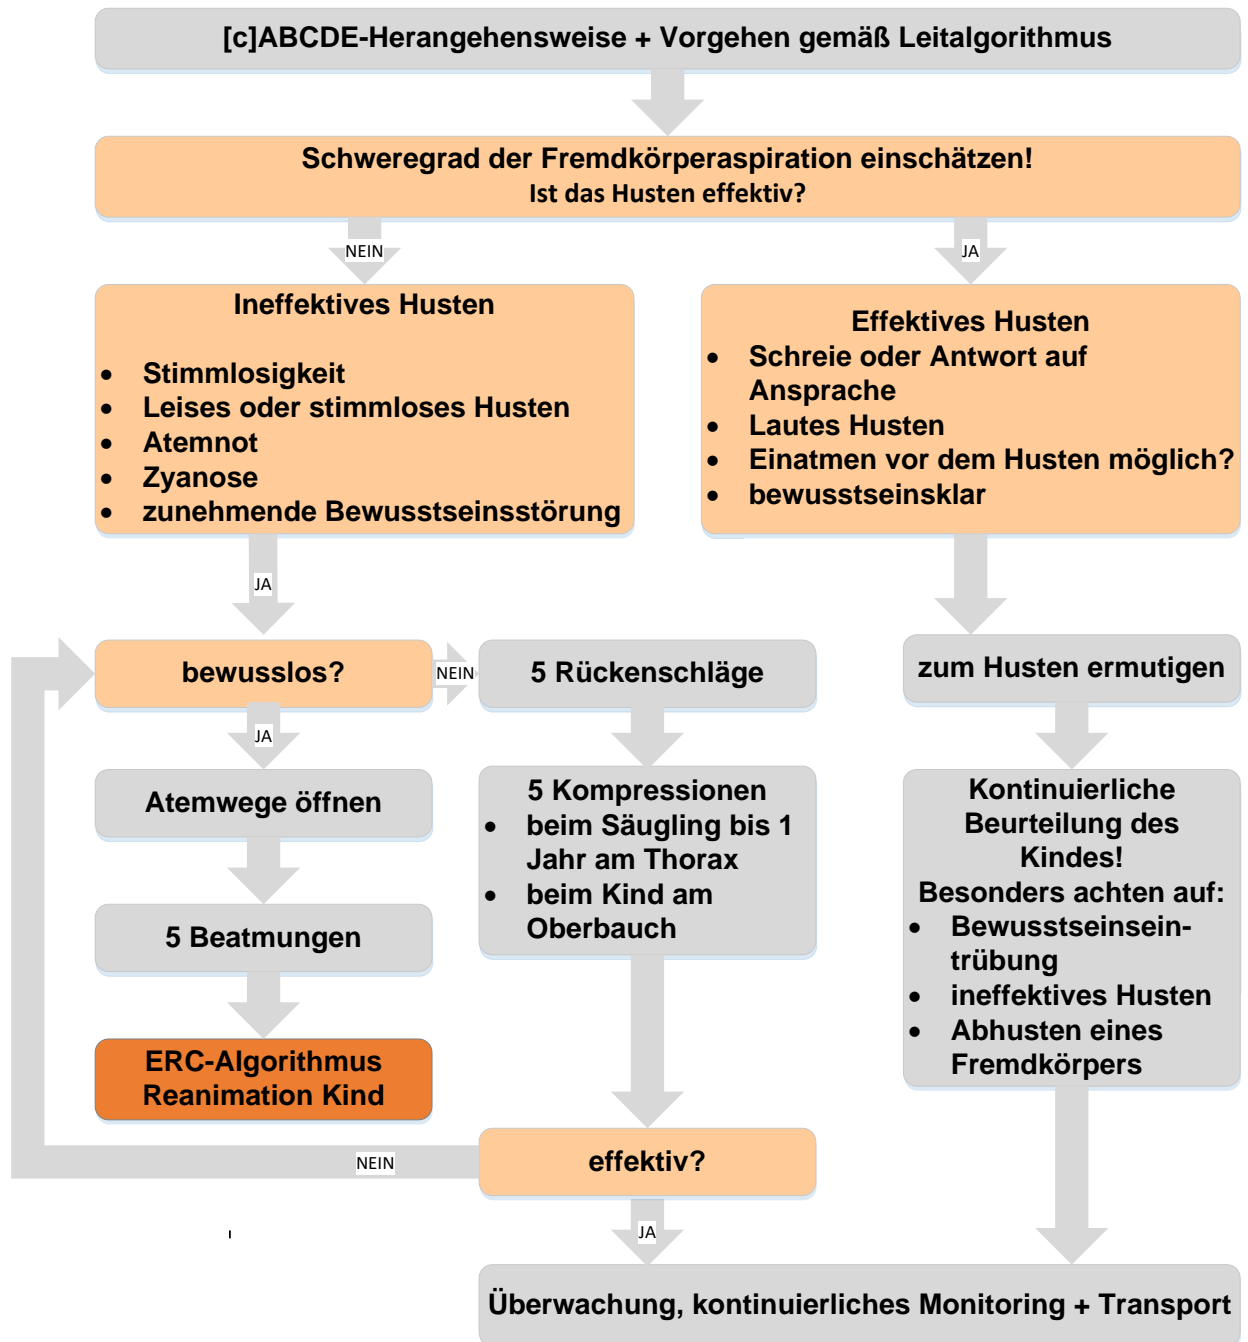 [c]ABCDE-Herangehensweise + Vorgehen gemäß Leitalgorithmus
Schweregrad der Fremdkörperaspiration einschätzen!
Ist das Husten effektiv?
NEIN
JA
Ineffektives Husten
• Stimmlosigkeit
• Leises oder stimmloses Husten
• Atemnot
• Zyanose
• zunehmende Bewusstseinsstörung
Effektives Husten
• Schreie oder Antwort auf
Ansprache
• Lautes Husten
• Einatmen vor dem Husten möglich?
• bewusstseinsklar
JA
bewusslos?
NEIN
5 Rückenschläge
zum Husten ermutigen
JA
Atemwege öffnen
5 Beatmungen
ERC-Algorithmus
Reanimation Kind
5 Kompressionen
• beim Säugling bis 1
Jahr am Thorax
• beim Kind am
Oberbauch
Kontinuierliche
Beurteilung des
Kindes!
Besonders achten auf:
• Bewusstseinsein-
trübung
• ineffektives Husten
• Abhusten eines
Fremdkörpers
effektiv?
NEIN
JA
Überwachung, kontinuierliches Monitoring + Transport